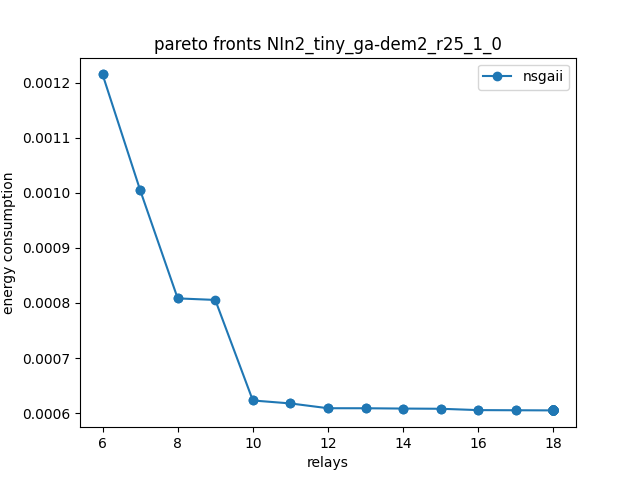 pareto fronts NIn2_tiny_ga-dem2_r25_1_0
nsgaii
energy consumption
0.0012
0.0011
0.0010
0.0009
0.0008
0.0007
0.0006
6 8 10 12 14 16 18
relays